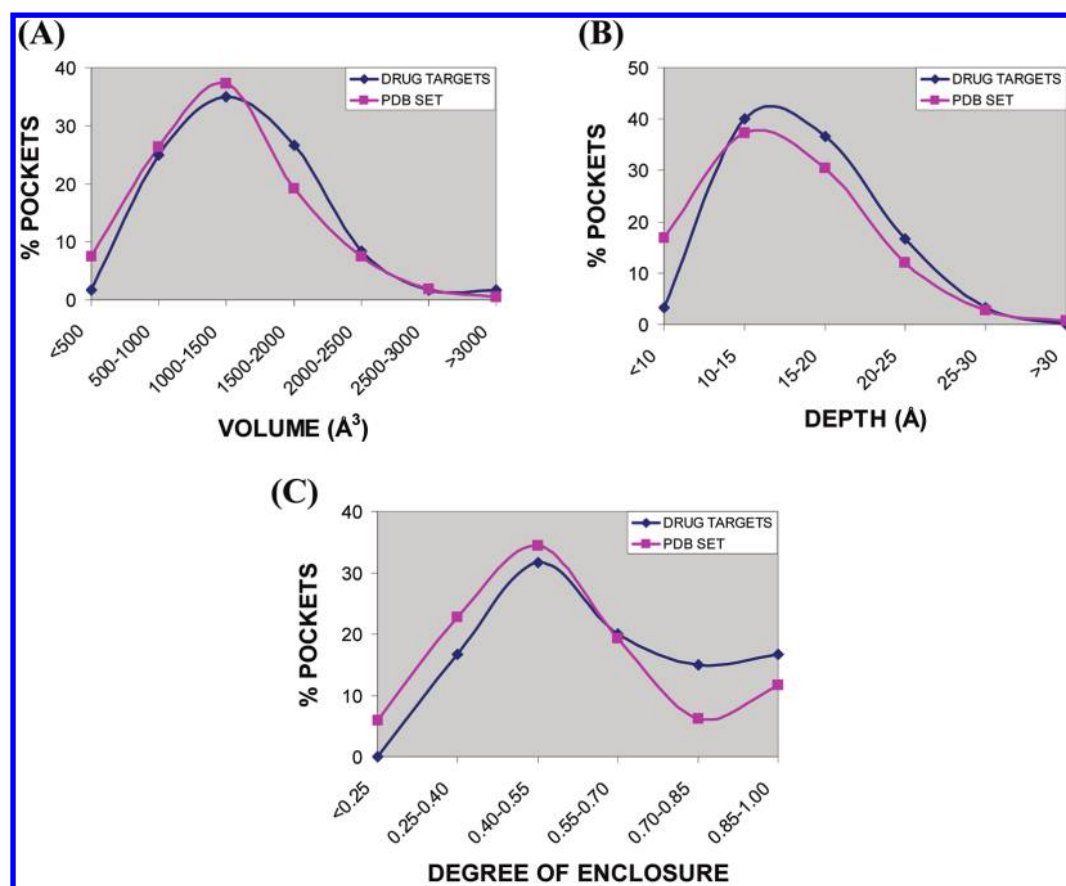 (A)
40
30
20
10
0
% POCKETS
DRUG TARGETS
PDB SET
<500
500-1000
1000-1500
1500-2000
2000-2500
2500-3000
>3000
VOLUME (Å³)
(B)
50
40
30
20
10
0
% POCKETS
DRUG TARGETS
PDB SET
<10
10-15
15-20
20-25
25-30
>30
DEPTH (Å)
(C)
40
30
20
10
0
% POCKETS
DRUG TARGETS
PDB SET
<0.25
0.25-0.40
0.40-0.55
0.55-0.70
0.70-0.85
0.85-1.00
DEGREE OF ENCLOSURE